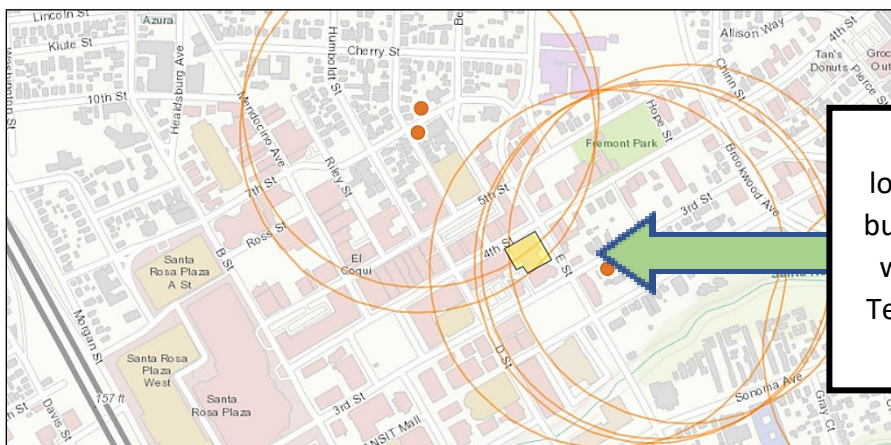 Lincoln St
Azura
Klute St
Humboldt St
Cherry St
Allison Way
4th St
Tan's
Donuts
Pierce St
Healdsburg Ave
10th St
Mendocino Ave
Chinn St
Hope St
Fremont Park
Brookwood Ave
7th St
Riley St
5th St
3rd St
Ross St
B St
4th St
E St
El
Coqui
Santa
Rosa Plaza
A St
Morgan St
D St
Santa Rosa
Plaza
West
Santa
Rosa Plaza
157 ft
3rd St
Sonoma Ave
Davis St
ANSIT Mall
Gray Ct
lo
bu
w
Te